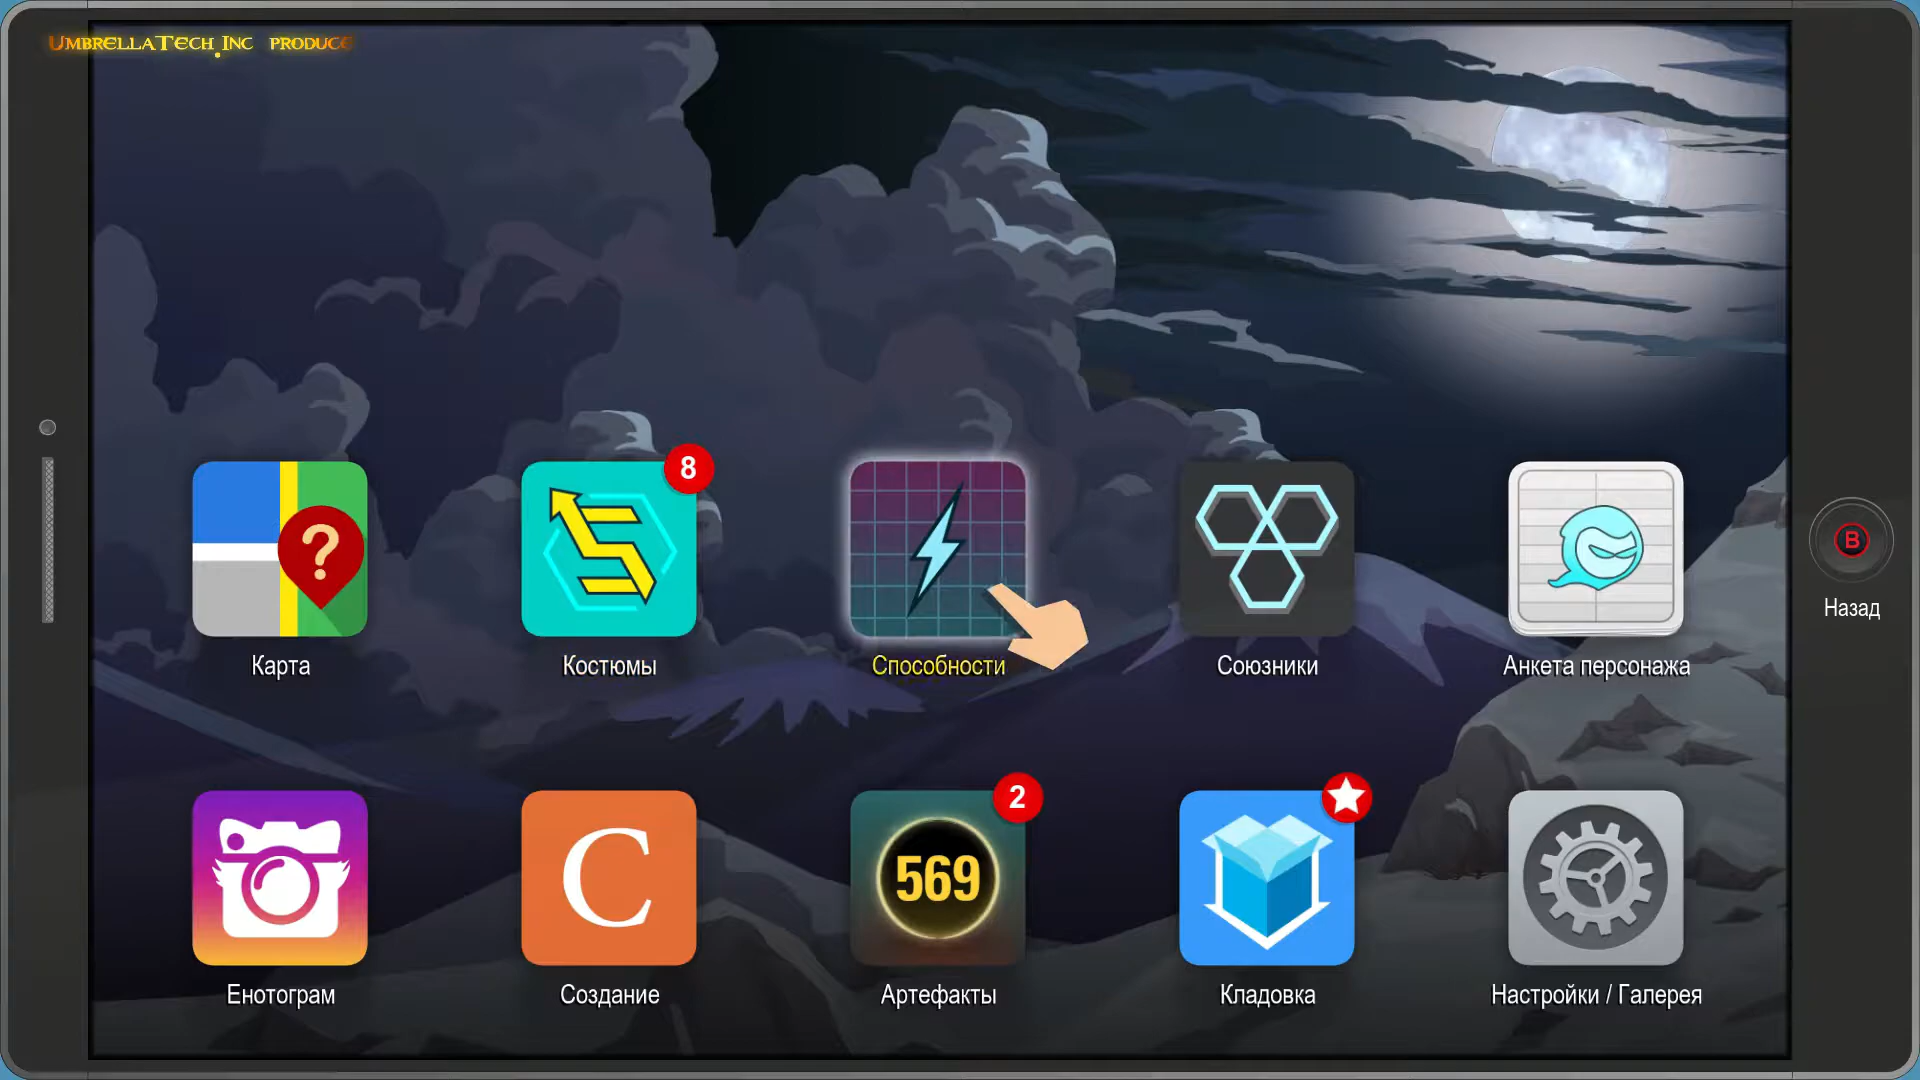 UmbrellaTech.Inc produce
8
?
Карта
Костюмы
Способности
Союзники
Анкета персонажа
B
Назад
2
C
569
Енотограм
Создание
Артефакты
Кладовка
Настройки / Галерея